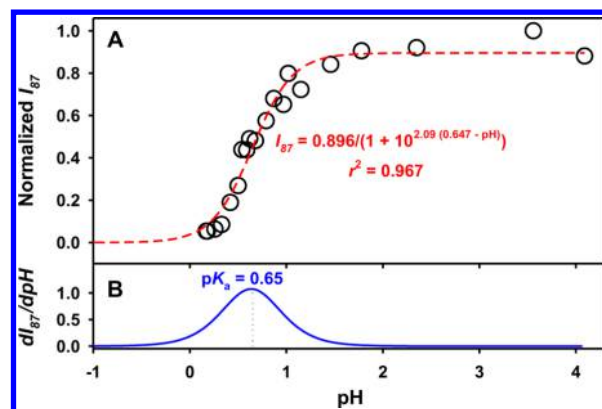 A
Normalized I87
1.0
0.8
0.6
0.4
0.2
0.0
I87 = 0.896/(1 + 10^2.09 (0.647 - pH))
r^2 = 0.967
B
pKa = 0.65
dI87/dpH
1.0
0.5
0.0
-1 0 1 2 3 4
pH